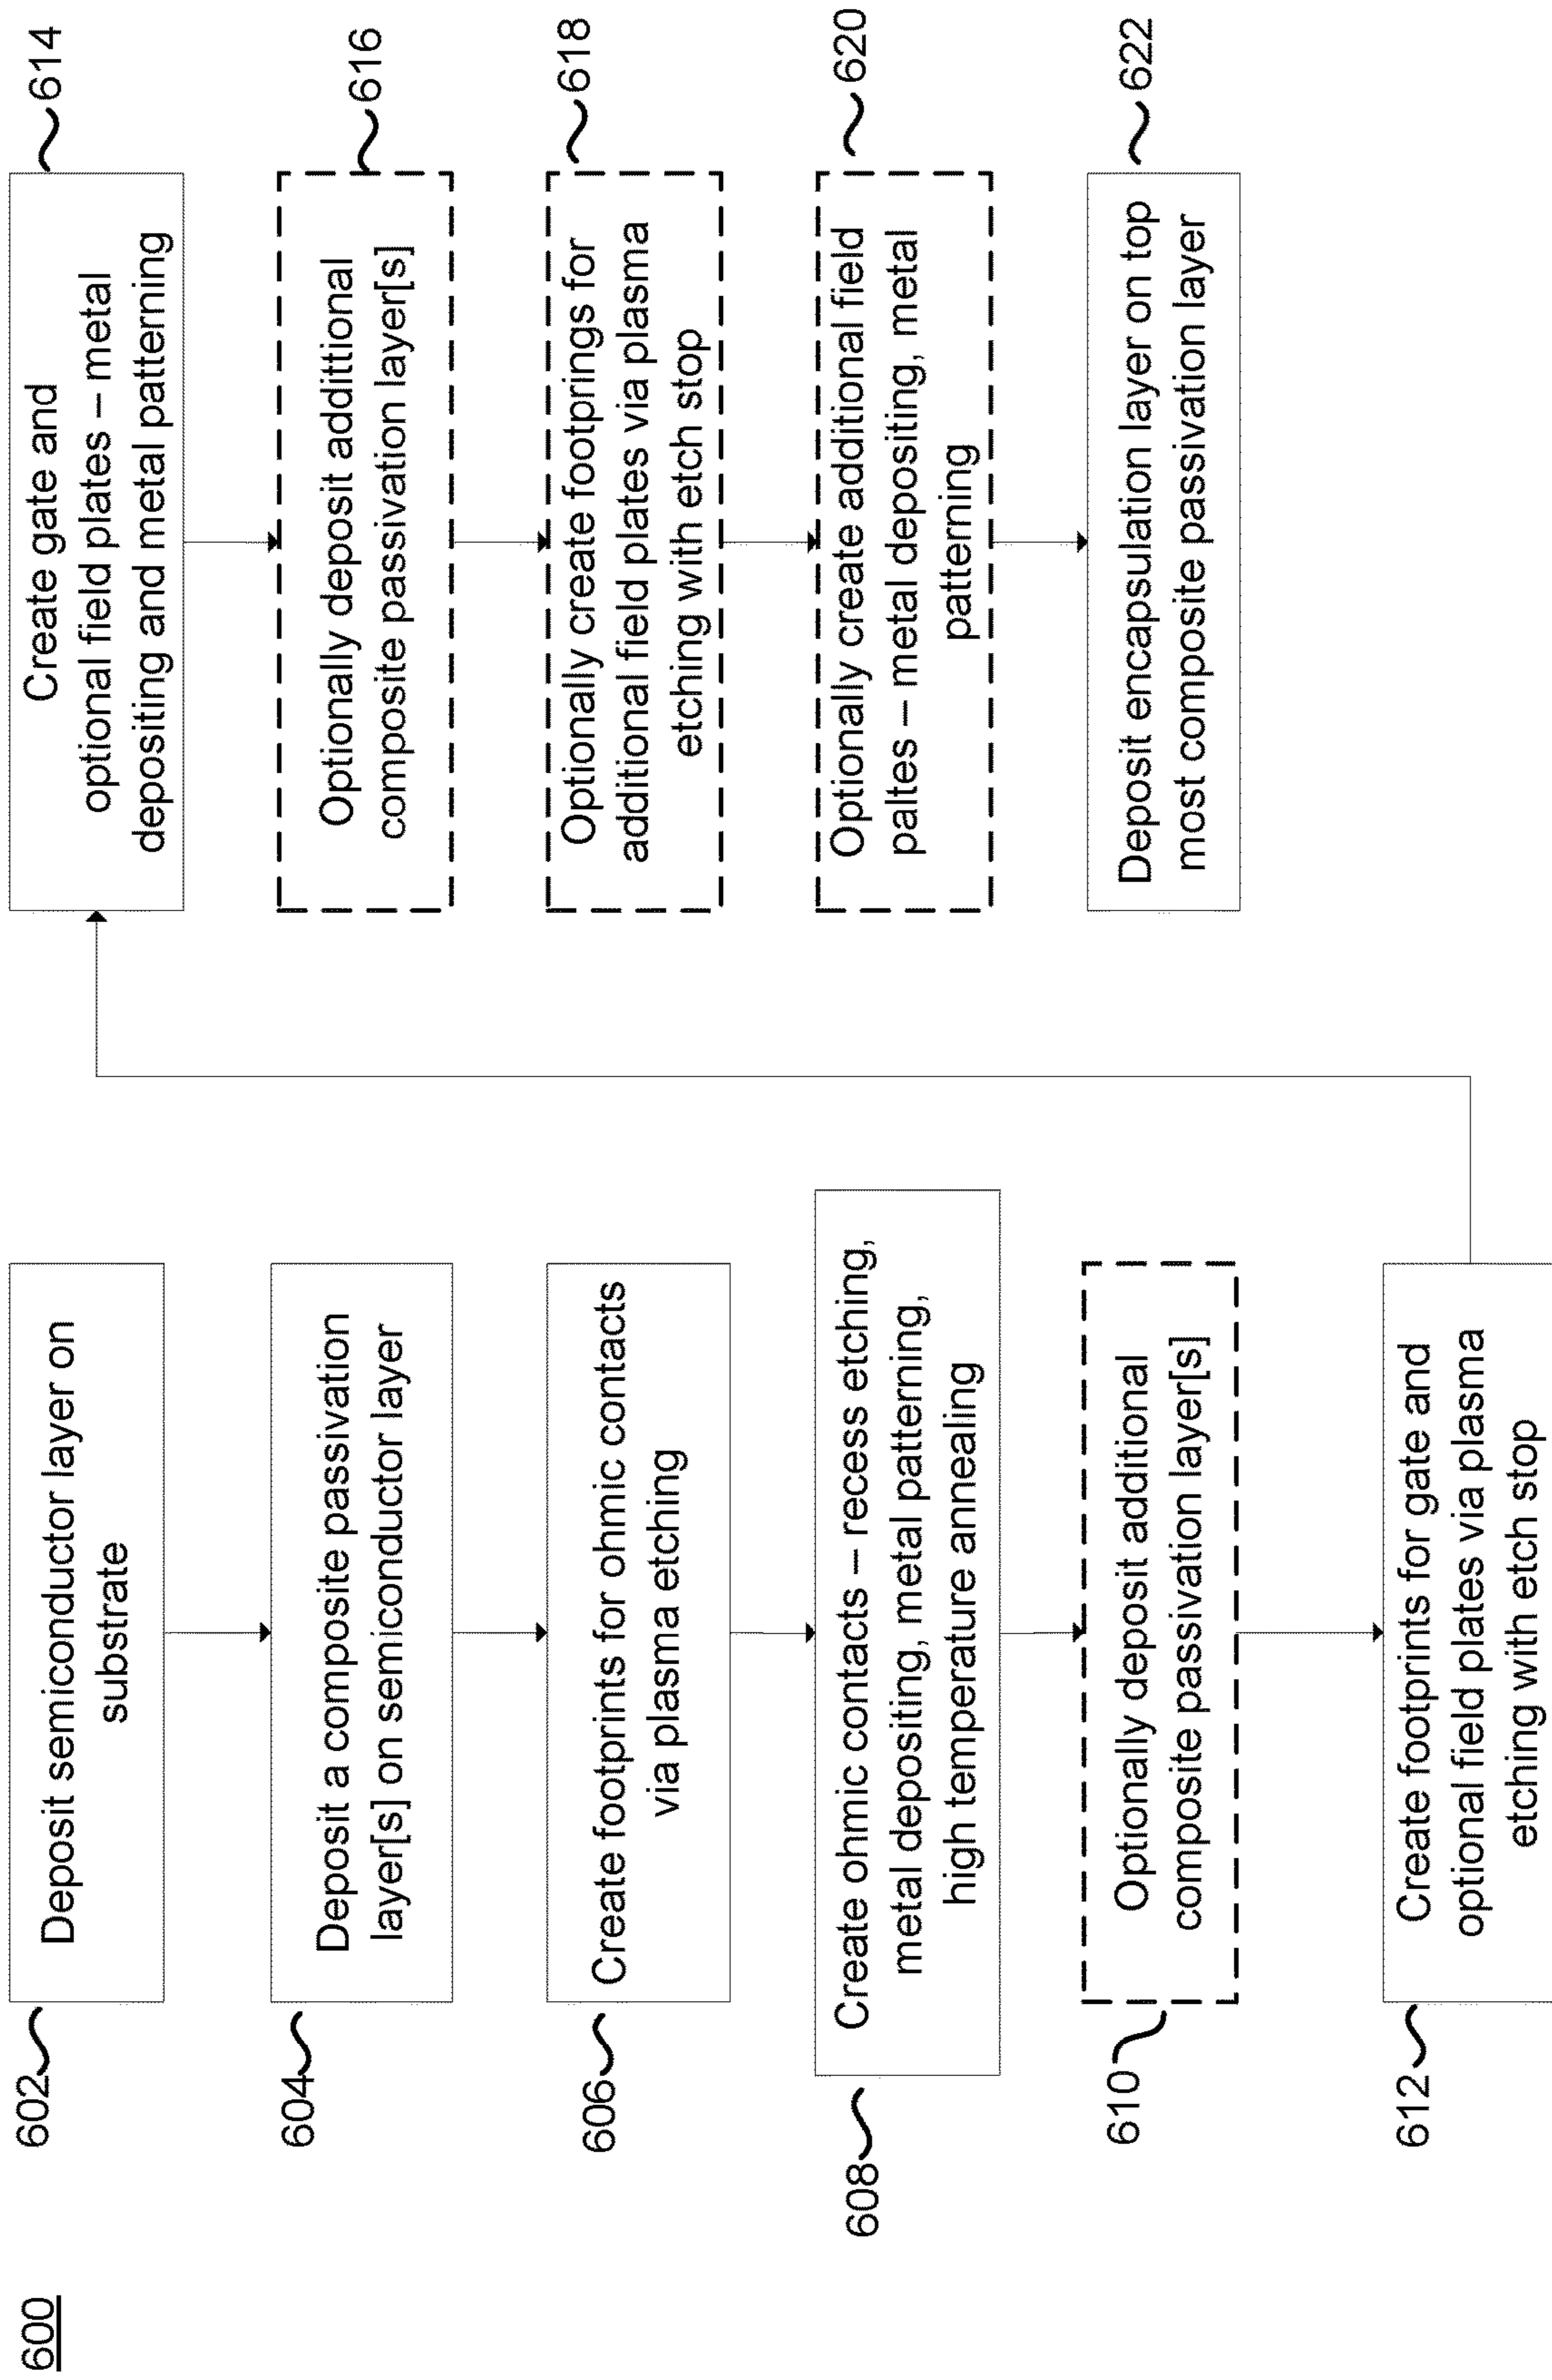 600
602
Deposit semiconductor layer on
substrate
604
Deposit a composite passivation
layer[s] on semiconductor layer
606
Create footprints for ohmic contacts
via plasma etching
608
Create ohmic contacts – recess etching,
metal depositing, metal patterning,
high temperature annealing
610
Optionally deposit additional
composite passivation layer[s]
612
Create footprints for gate and
optional field plates via plasma
etching with etch stop
614
Create gate and
optional field plates – metal
depositing and metal patterning
616
Optionally deposit addittional
composite passivation layer[s]
618
Optionally create footprings for
additional field plates via plasma
etching with etch stop
620
Optionally create additional field
paltes – metal depositing, metal
patterning
622
Deposit encapsulation layer on top
most composite passivation layer